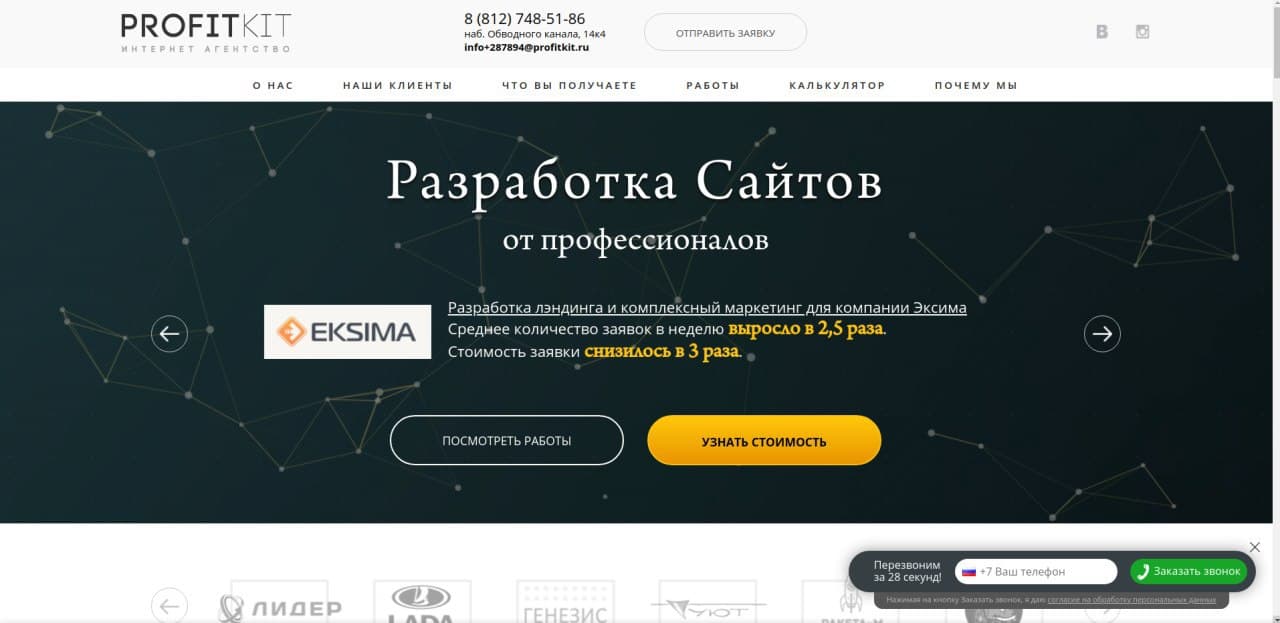 PROFITKIT
ИНТЕРНЕТ АГЕНТСТВО
8 (812) 748-51-86
наб. Обводного канала, 14к4
info+287894@profitkit.ru
ОТПРАВИТЬ ЗАЯВКУ
О НАС
НАШИ КЛИЕНТЫ
ЧТО ВЫ ПОЛУЧАЕТЕ
РАБОТЫ
КАЛЬКУЛЯТОР
ПОЧЕМУ МЫ
Разработка Сайтов
от профессионалов
EKSIMA
Разработка лэндинга и комплексный маркетинг для компании Эксима
Среднее количество заявок в неделю выросло в 2,5 раза.
Стоимость заявки снизилось в 3 раза.
ПОСМОТРЕТЬ РАБОТЫ
УЗНАТЬ СТОИМОСТЬ
Перезвоним
за 28 секунд!
+7 Ваш телефон
Заказать звонок
Нажимая на кнопку Заказать звонок, я даю согласие на обработку персональных данных
ЛИДЕР
LADA
ГЕНЕЗИС
УЮТ
РАКЕТА-М